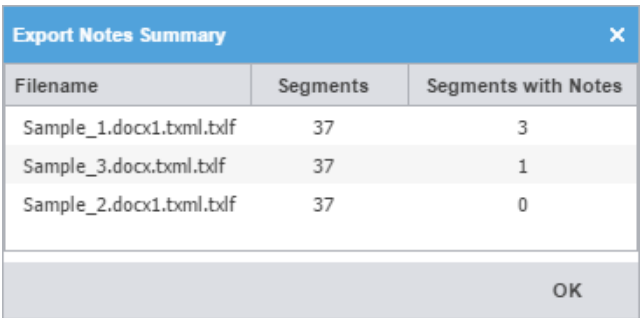 Export Notes Summary ×
Filename Segments Segments with Notes
Sample_1.docx1.txml.txlf 37 3
Sample_3.docx.txml.txlf 37 1
Sample_2.docx1.txml.txlf 37 0
OK